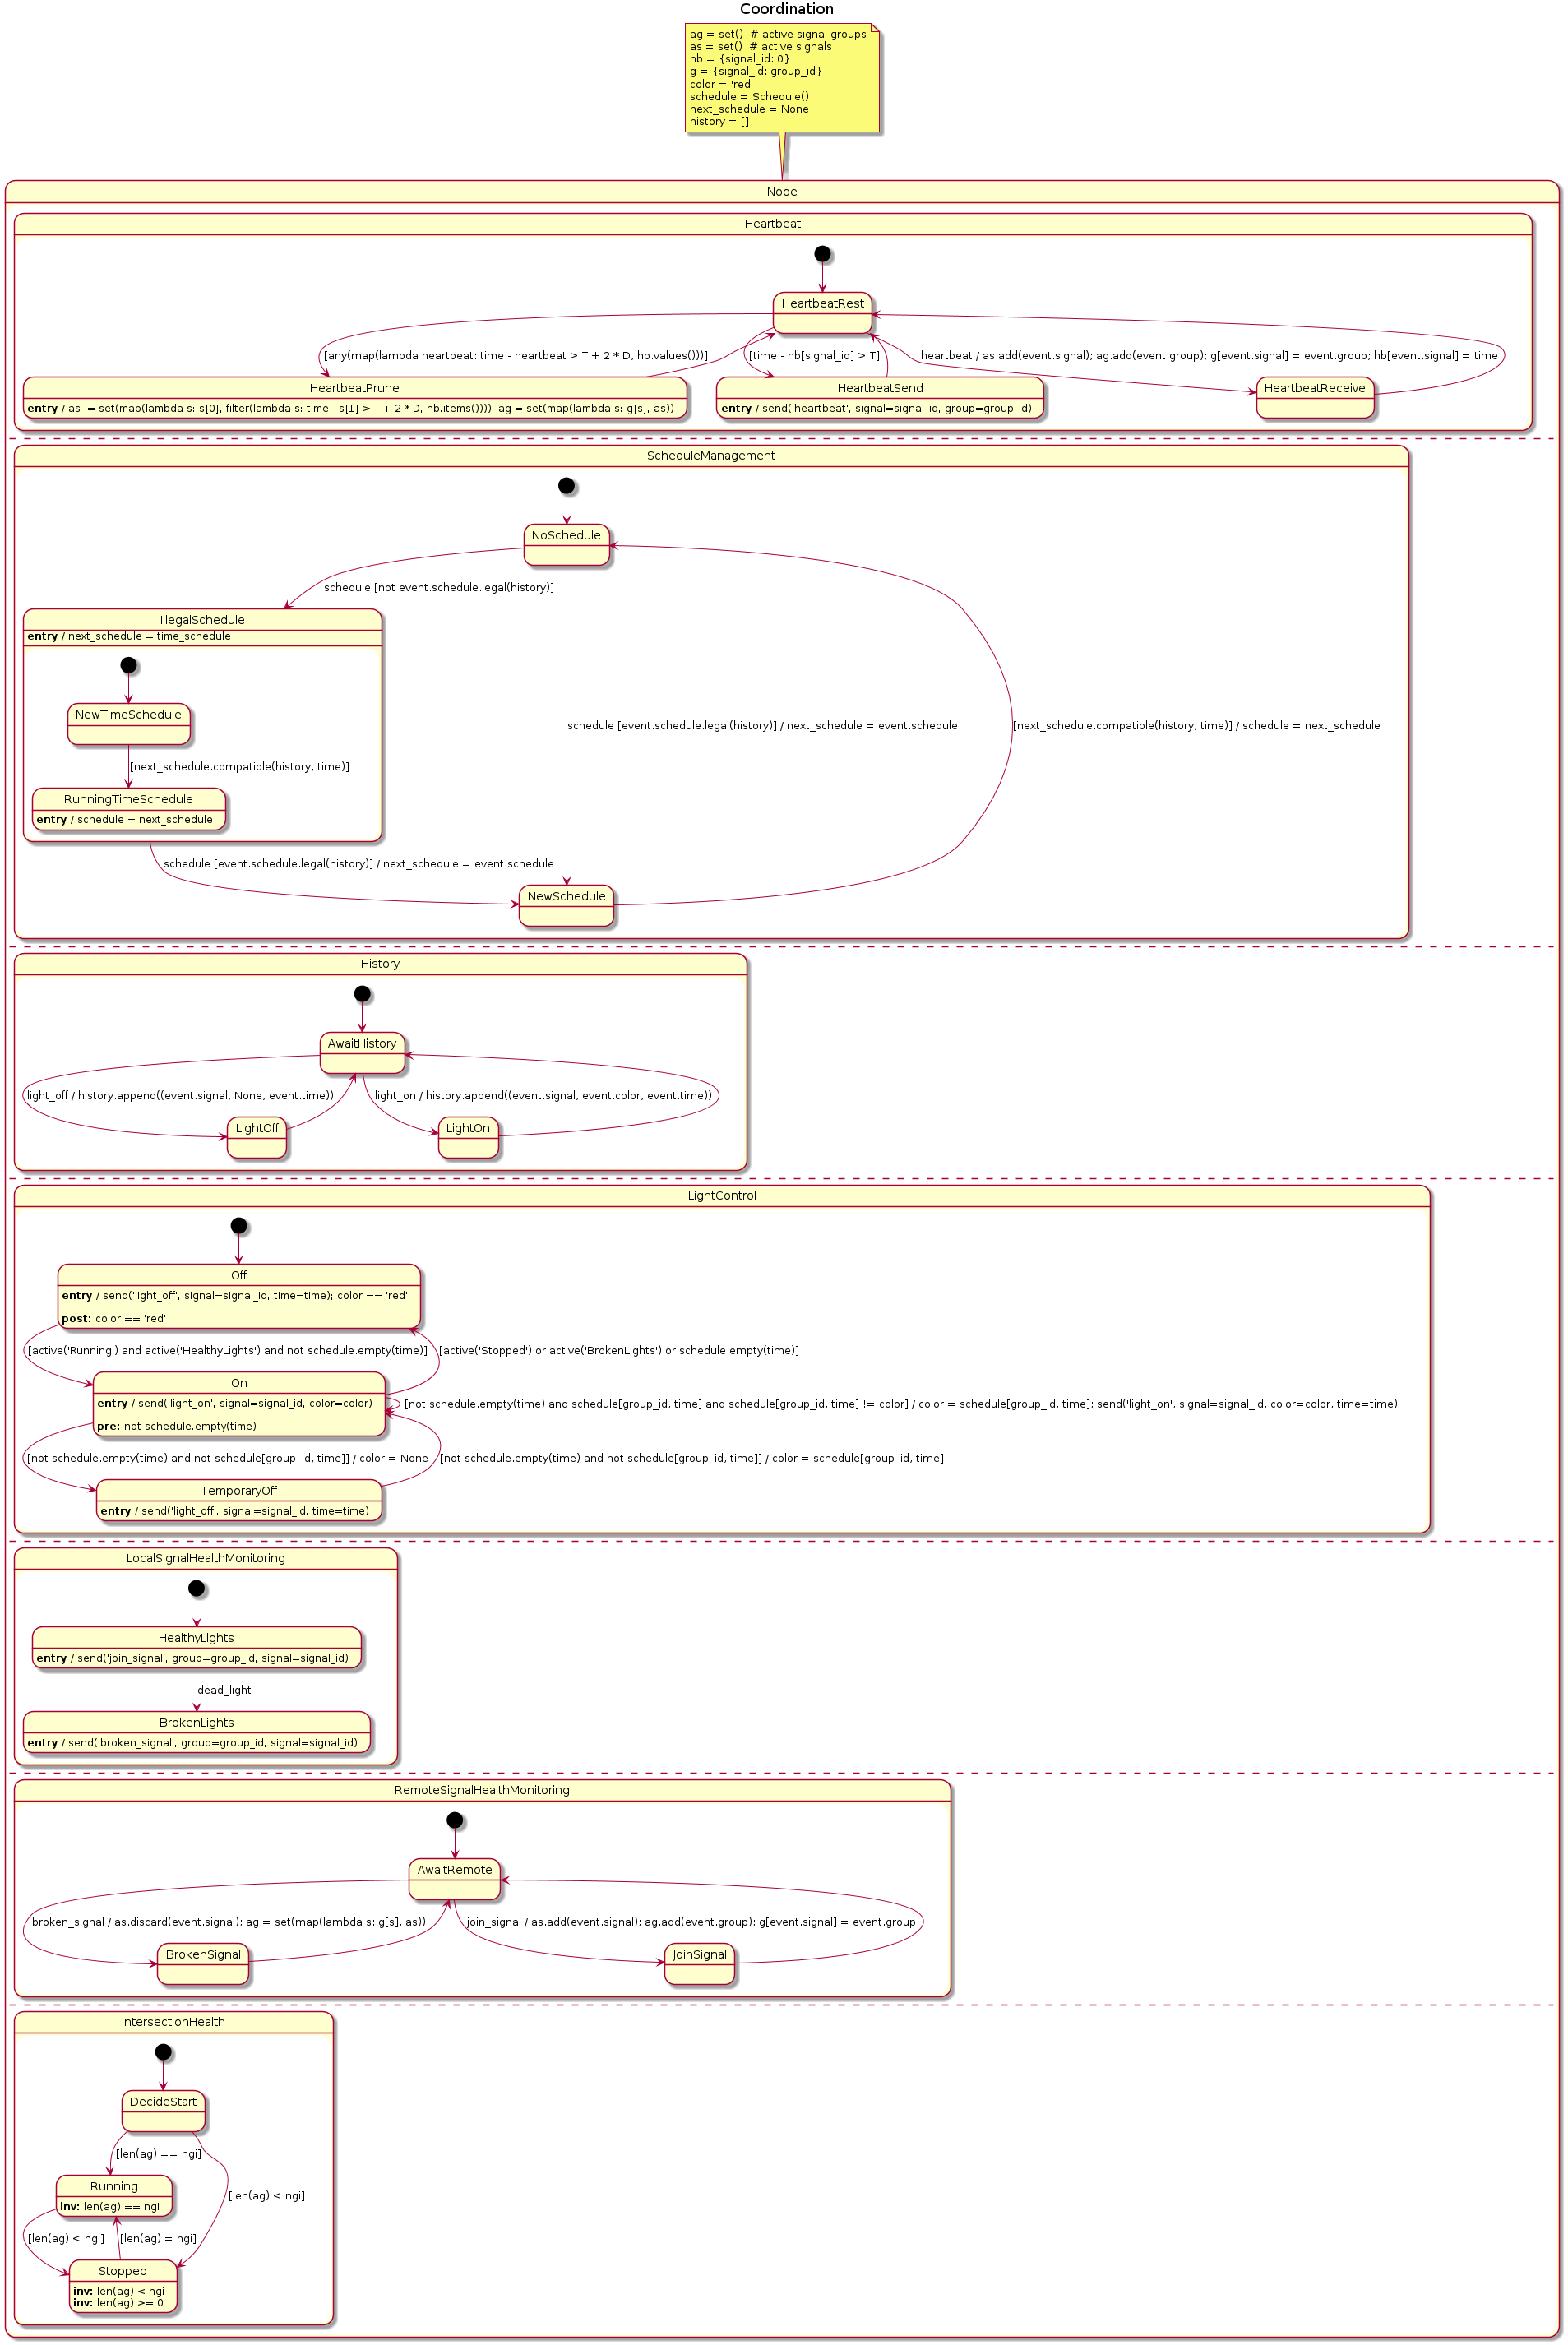 Coordination
ag = set()  # active signal groups
as = set()  # active signals
hb = {signal_id: 0}
g = {signal_id: group_id}
color = 'red'
schedule = Schedule()
next_schedule = None
history = []
Node
Heartbeat
HeartbeatRest
[any(map(lambda heartbeat: time - heartbeat > T + 2 * D, hb.values()))]
[time - hb[signal_id] > T]
heartbeat / as.add(event.signal); ag.add(event.group); g[event.signal] = event.group; hb[event.signal] = time
HeartbeatPrune
entry / as -= set(map(lambda s: s[0], filter(lambda s: time - s[1] > T + 2 * D, hb.items()))); ag = set(map(lambda s: g[s], as))
HeartbeatSend
entry / send('heartbeat', signal=signal_id, group=group_id)
HeartbeatReceive
ScheduleManagement
NoSchedule
schedule [not event.schedule.legal(history)]
IllegalSchedule
entry / next_schedule = time_schedule
NewTimeSchedule
schedule [event.schedule.legal(history)] / next_schedule = event.schedule
[next_schedule.compatible(history, time)] / schedule = next_schedule
[next_schedule.compatible(history, time)]
RunningTimeSchedule
entry / schedule = next_schedule
schedule [event.schedule.legal(history)] / next_schedule = event.schedule
NewSchedule
History
AwaitHistory
light_off / history.append((event.signal, None, event.time))
light_on / history.append((event.signal, event.color, event.time))
LightOff
LightOn
LightControl
Off
entry / send('light_off', signal=signal_id, time=time); color == 'red'
post: color == 'red'
[active('Running') and active('HealthyLights') and not schedule.empty(time)]
[active('Stopped') or active('BrokenLights') or schedule.empty(time)]
On
entry / send('light_on', signal=signal_id, color=color)
pre: not schedule.empty(time)
[not schedule.empty(time) and schedule[group_id, time] and schedule[group_id, time] != color] / color = schedule[group_id, time]; send('light_on', signal=signal_id, color=color, time=time)
[not schedule.empty(time) and not schedule[group_id, time]] / color = None
[not schedule.empty(time) and not schedule[group_id, time]] / color = schedule[group_id, time]
TemporaryOff
entry / send('light_off', signal=signal_id, time=time)
LocalSignalHealthMonitoring
HealthyLights
entry / send('join_signal', group=group_id, signal=signal_id)
dead_light
BrokenLights
entry / send('broken_signal', group=group_id, signal=signal_id)
RemoteSignalHealthMonitoring
AwaitRemote
broken_signal / as.discard(event.signal); ag = set(map(lambda s: g[s], as))
join_signal / as.add(event.signal); ag.add(event.group); g[event.signal] = event.group
BrokenSignal
JoinSignal
IntersectionHealth
DecideStart
[len(ag) == ngi]
Running
inv: len(ag) == ngi
[len(ag) < ngi]
[len(ag) < ngi]
[len(ag) = ngi]
Stopped
inv: len(ag) < ngi
inv: len(ag) >= 0